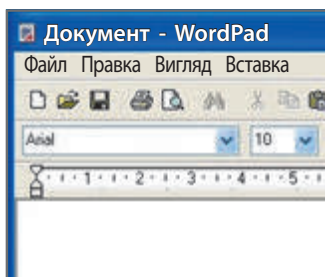 Документ - WordPad
Файл Правка Вигляд Вставка
Arial 10
1 2 3 4 5